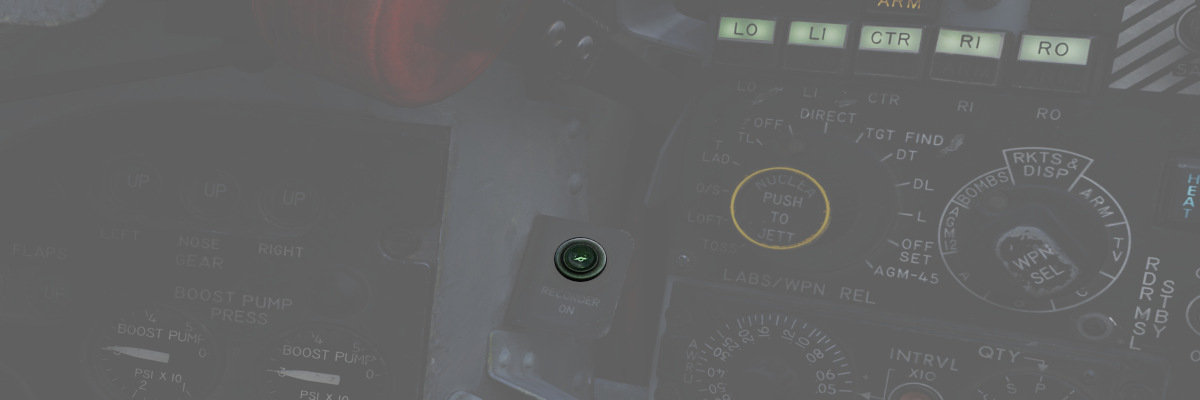 ARM
LO LI CTR RI RO
LO LI CTR RI RO
OFF DIRECT TGT FIND
TL DT
T
LAD DL
O/S L
LOFT OFF
SET
TOSS AGM-45
NUCLEAR
PUSH
TO
JETT
LABS/WPN REL
RKTS &
DISP
BOMBS
ARM
TV
C
A
AGM12
WPN
SEL
HEAT
RDR MSL
STBY
UP UP UP
LEFT NOSE
GEAR RIGHT
FLAPS
UP
BOOST PUMP
PRESS
BOOST PUMP
PSI X 10
BOOST PUMP
PSI X 10
RECORDER
ON
INTRVL
X10
QTY
S P